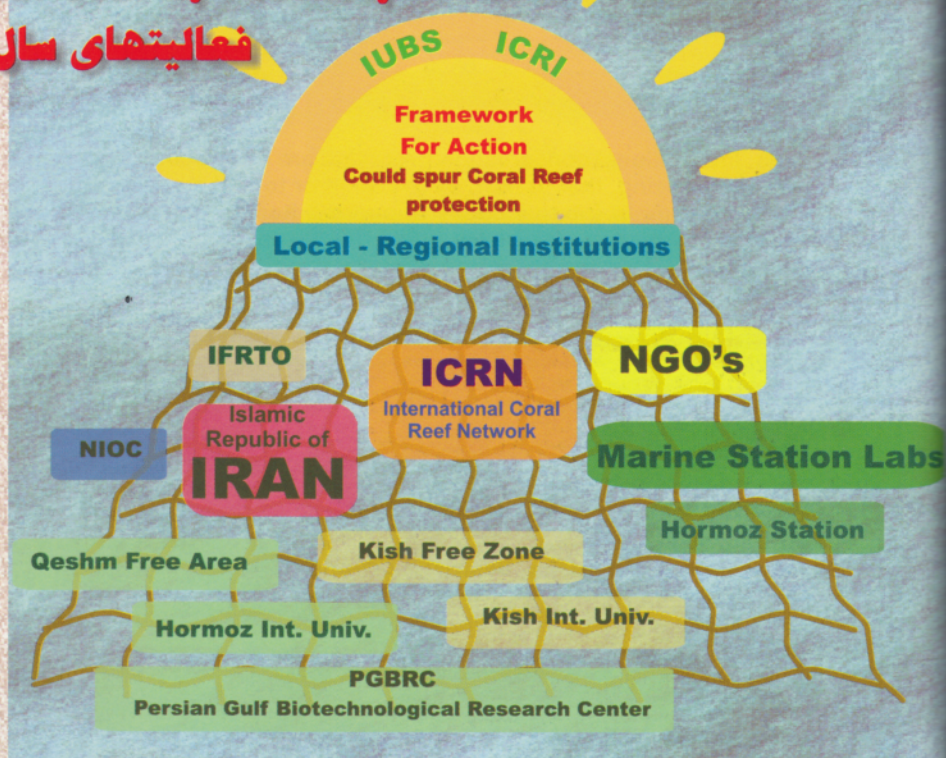 فعالیتهای سال
IUBS ICRI
Framework
For Action
Could spur Coral Reef
protection
Local - Regional Institutions
IFRTO
ICRN
International Coral
Reef Network
NGO's
Islamic
Republic of
IRAN
NIOC
Marine Station Labs
Hormoz Station
Qeshm Free Area
Kish Free Zone
Hormoz Int. Univ.
Kish Int. Univ.
PGBRC
Persian Gulf Biotechnological Research Center